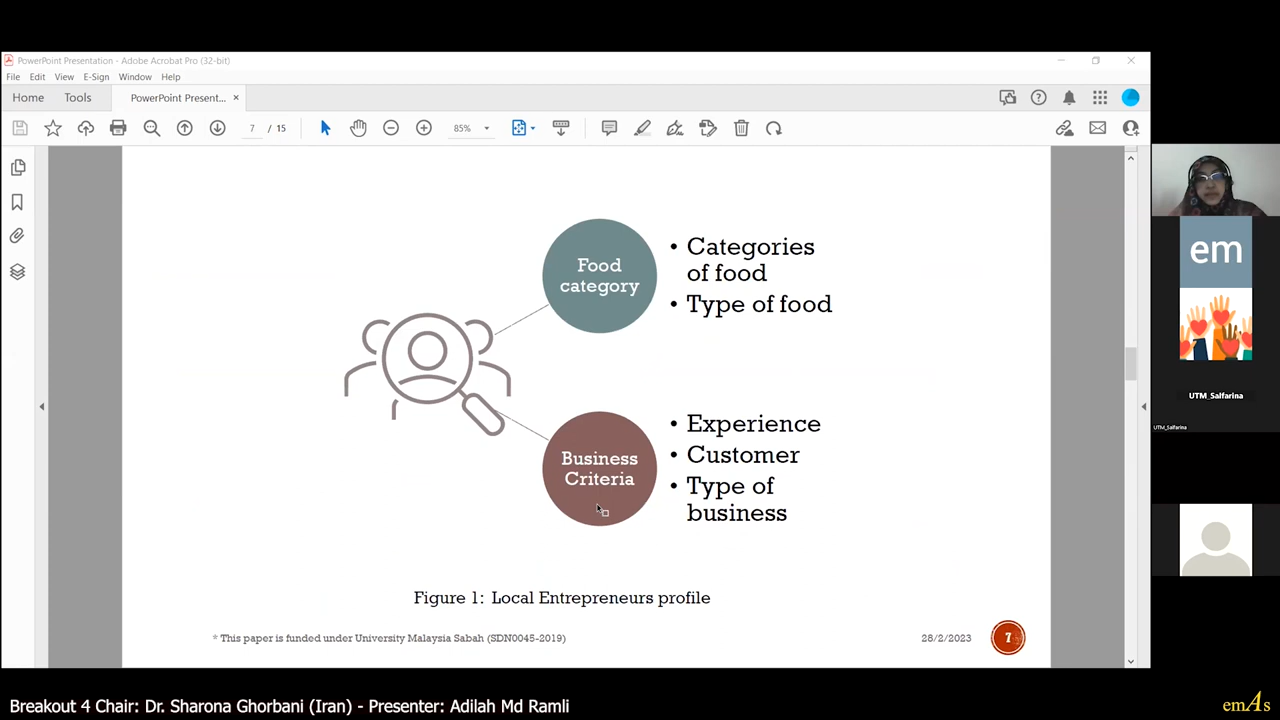 PowerPoint Presentation - Adobe Acrobat Pro (32-bit)
File Edit View E-Sign Window Help
Home Tools PowerPoint Present... ×
7 / 15 85%
Food
category
• Categories
of food
• Type of food
Business
Criteria
• Experience
• Customer
• Type of
business
Figure 1: Local Entrepreneurs profile
* This paper is funded under University Malaysia Sabah (SDN0045-2019)
28/2/2023
7
em
UTM_Salfarina
UTM_Salfarina
Breakout 4 Chair: Dr. Sharona Ghorbani (Iran) - Presenter: Adilah Md Ramli
emAs